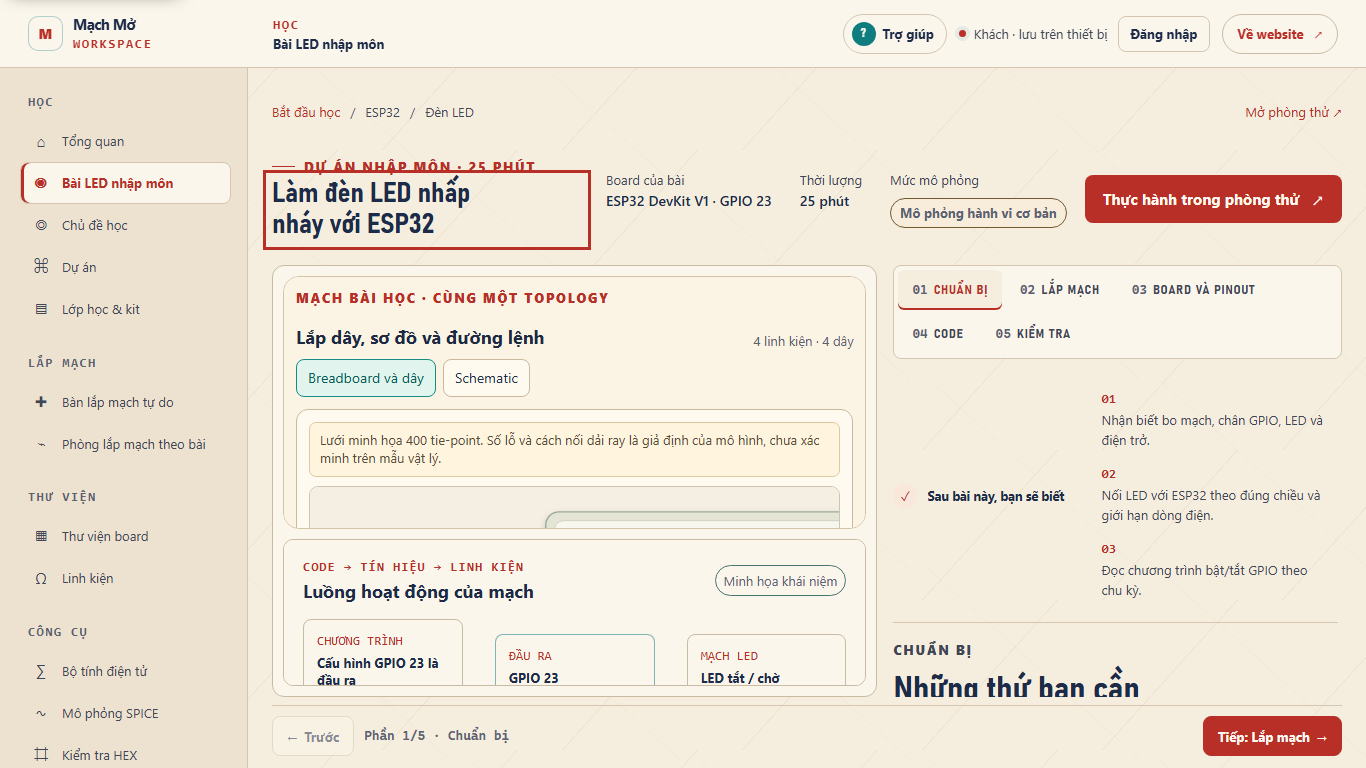 M
Mạch Mở
WORKSPACE
HỌC
Bài LED nhập môn
? Trợ giúp
Khách · lưu trên thiết bị
Đăng nhập
Về website ↗
HỌC
Tổng quan
Bài LED nhập môn
Chủ đề học
Dự án
Lớp học & kit
LẮP MẠCH
Bàn lắp mạch tự do
Phòng lắp mạch theo bài
THƯ VIỆN
Thư viện board
Linh kiện
CÔNG CỤ
Bộ tính điện tử
Mô phỏng SPICE
Kiểm tra HEX
Bắt đầu học / ESP32 / Đèn LED
Mở phòng thử ↗
DỰ ÁN NHẬP MÔN · 25 PHÚT
Làm đèn LED nhấp
nháy với ESP32
Board của bài
ESP32 DevKit V1 · GPIO 23
Thời lượng
25 phút
Mức mô phỏng
Mô phỏng hành vi cơ bản
Thực hành trong phòng thử ↗
MẠCH BÀI HỌC · CÙNG MỘT TOPOLOGY
Lắp dây, sơ đồ và đường lệnh
4 linh kiện · 4 dây
Breadboard và dây
Schematic
Lưới minh họa 400 tie-point. Số lỗ và cách nối dải ray là giả định của mô hình, chưa xác
minh trên mẫu vật lý.
CODE → TÍN HIỆU → LINH KIỆN
Luồng hoạt động của mạch
Minh họa khái niệm
CHƯƠNG TRÌNH
Cấu hình GPIO 23 là
đầu ra
ĐẦU RA
GPIO 23
MẠCH LED
LED tắt / chờ
01 CHUẨN BỊ
02 LẮP MẠCH
03 BOARD VÀ PINOUT
04 CODE
05 KIỂM TRA
✓ Sau bài này, bạn sẽ biết
01
Nhận biết bo mạch, chân GPIO, LED và
điện trở.
02
Nối LED với ESP32 theo đúng chiều và
giới hạn dòng điện.
03
Đọc chương trình bật/tắt GPIO theo
chu kỳ.
CHUẨN BỊ
Những thứ bạn cần
← Trước
Phần 1/5 · Chuẩn bị
Tiếp: Lắp mạch →